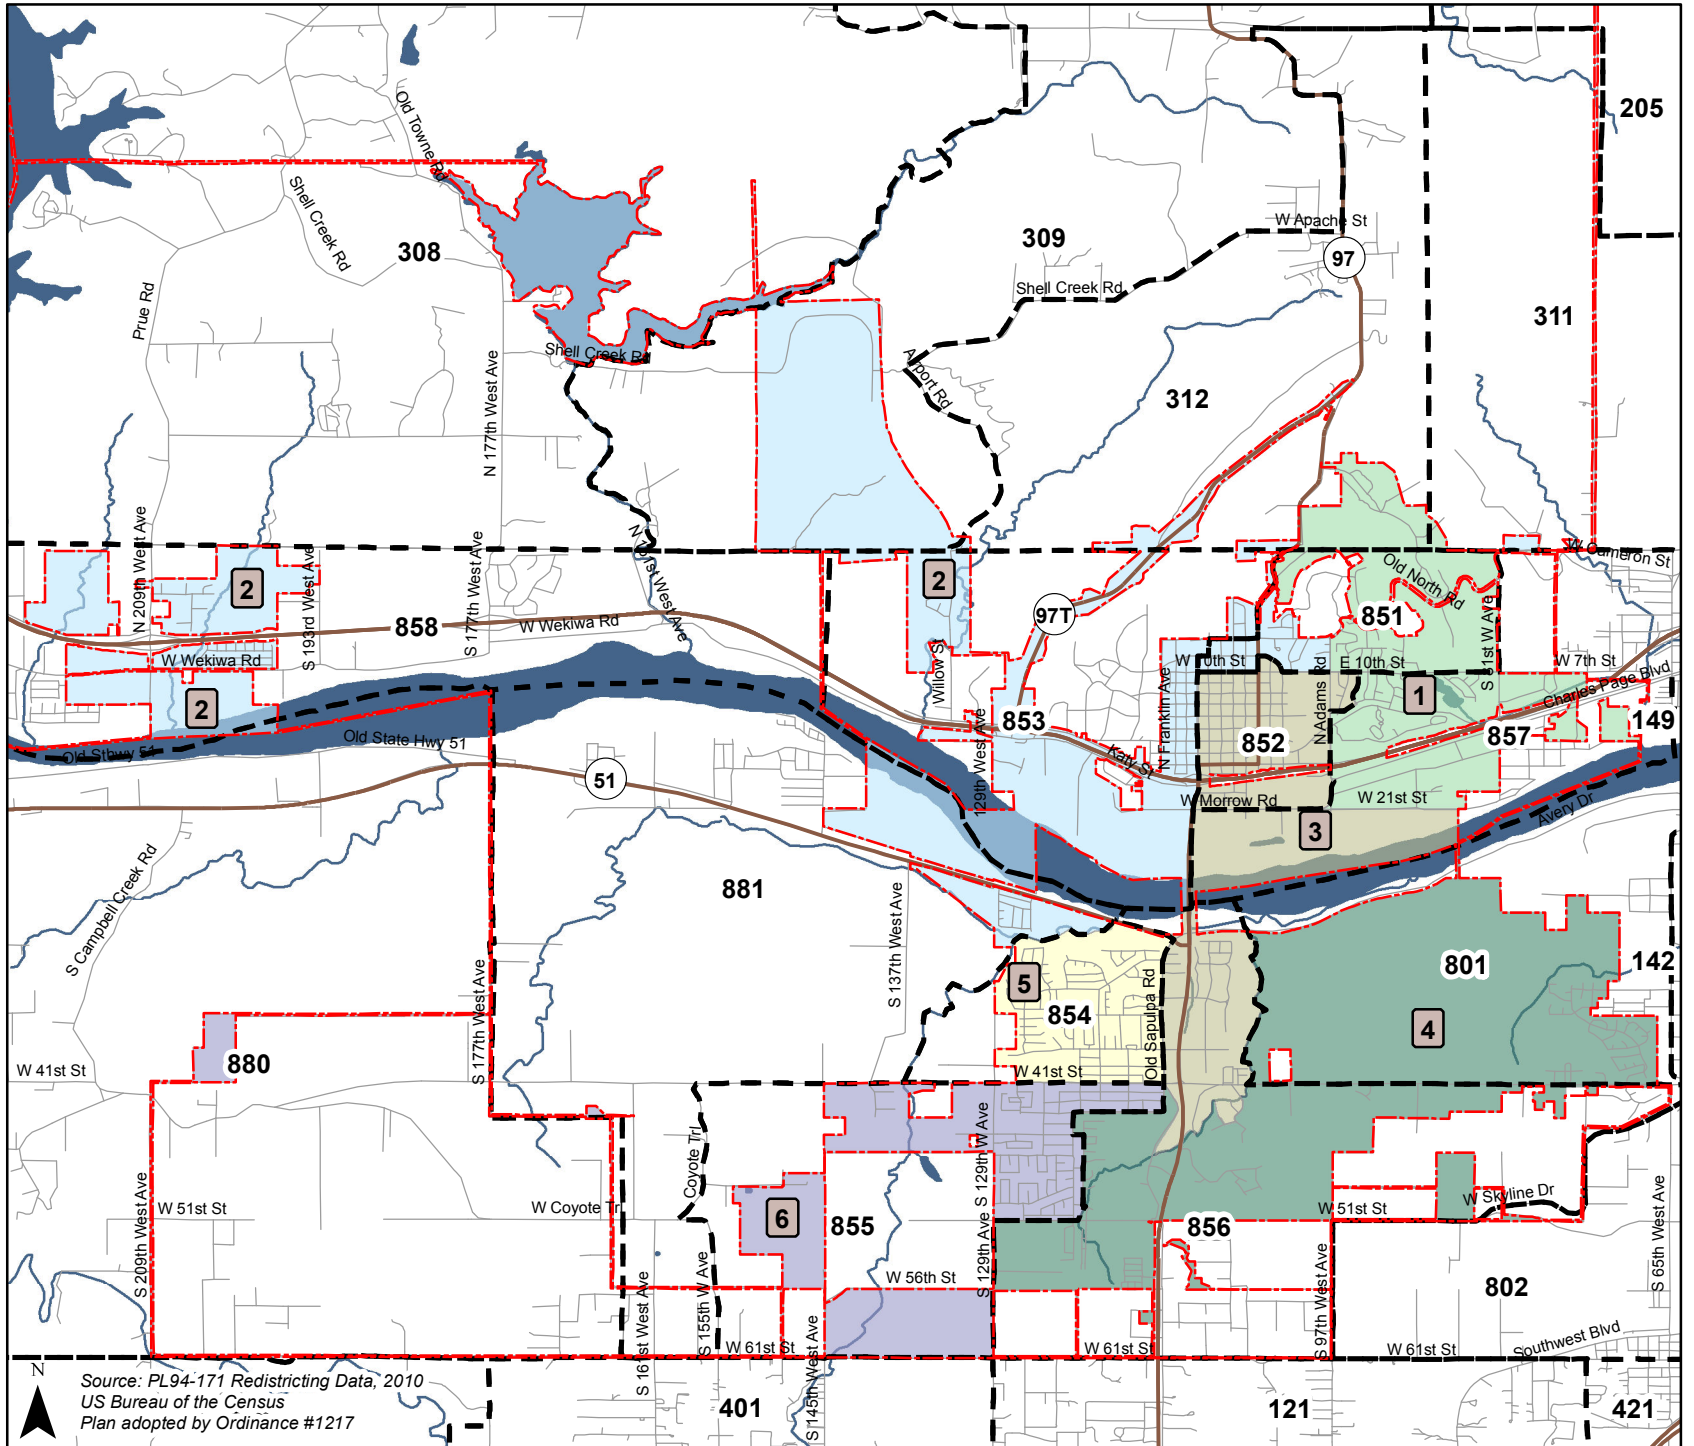 205
Old Towne Rd
Shell Creek Rd
308
309
W Apache St
97
Shell Creek Rd
Prue Rd
311
Shell Creek Rd
Airport Rd
312
N 177th West Ave
N 209th West Ave
S 193rd West Ave
S 177th West Ave
N 161st West Ave
W Cameron St
2
2
Old North Rd
97T
858
W Wekiwa Rd
851
S 81st W Ave
W Wekiwa Rd
Willow St
W 10th St
E 10th St
W 7th St
N Franklin Ave
N Adams Rd
Charles Page Blvd
2
1
853
149
Old State Hwy 51
852
857
Old Sthwy 51
Katy St
51
129th West Ave
W Morrow Rd
W 21st St
Avery Dr
3
S Campbell Creek Rd
881
S 137th West Ave
5
Old Sapulpa Rd
801
142
854
4
S 177th West Ave
880
W 41st St
W 41st St
S 129th W Ave
Coyote Trl
S 209th West Ave
W 51st St
W Coyote Tr
6
855
856
W 51st St
W Skyline Dr
S 65th West Ave
S 129th Ave
W 56th St
S 161st West Ave
S 155th W Ave
S 97th West Ave
802
W 61st St
W 61st St
W 61st St
Southwest Blvd
S 145th West Ave
N
Source: PL94-171 Redistricting Data, 2010
US Bureau of the Census
Plan adopted by Ordinance #1217
401
121
421